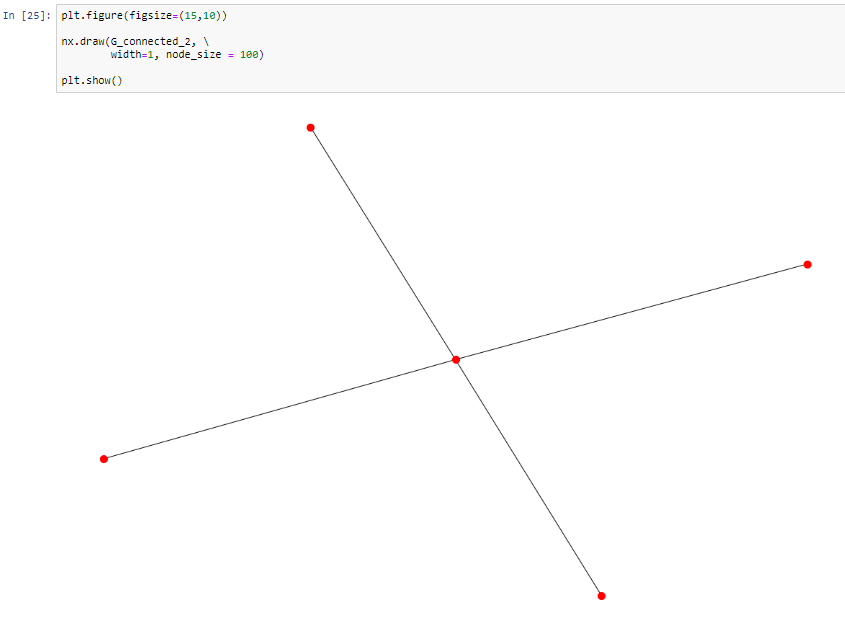 In [25]: plt.figure(figsize=(15,10))
nx.draw(G_connected_2, \
width=1, node_size = 100)
plt.show()